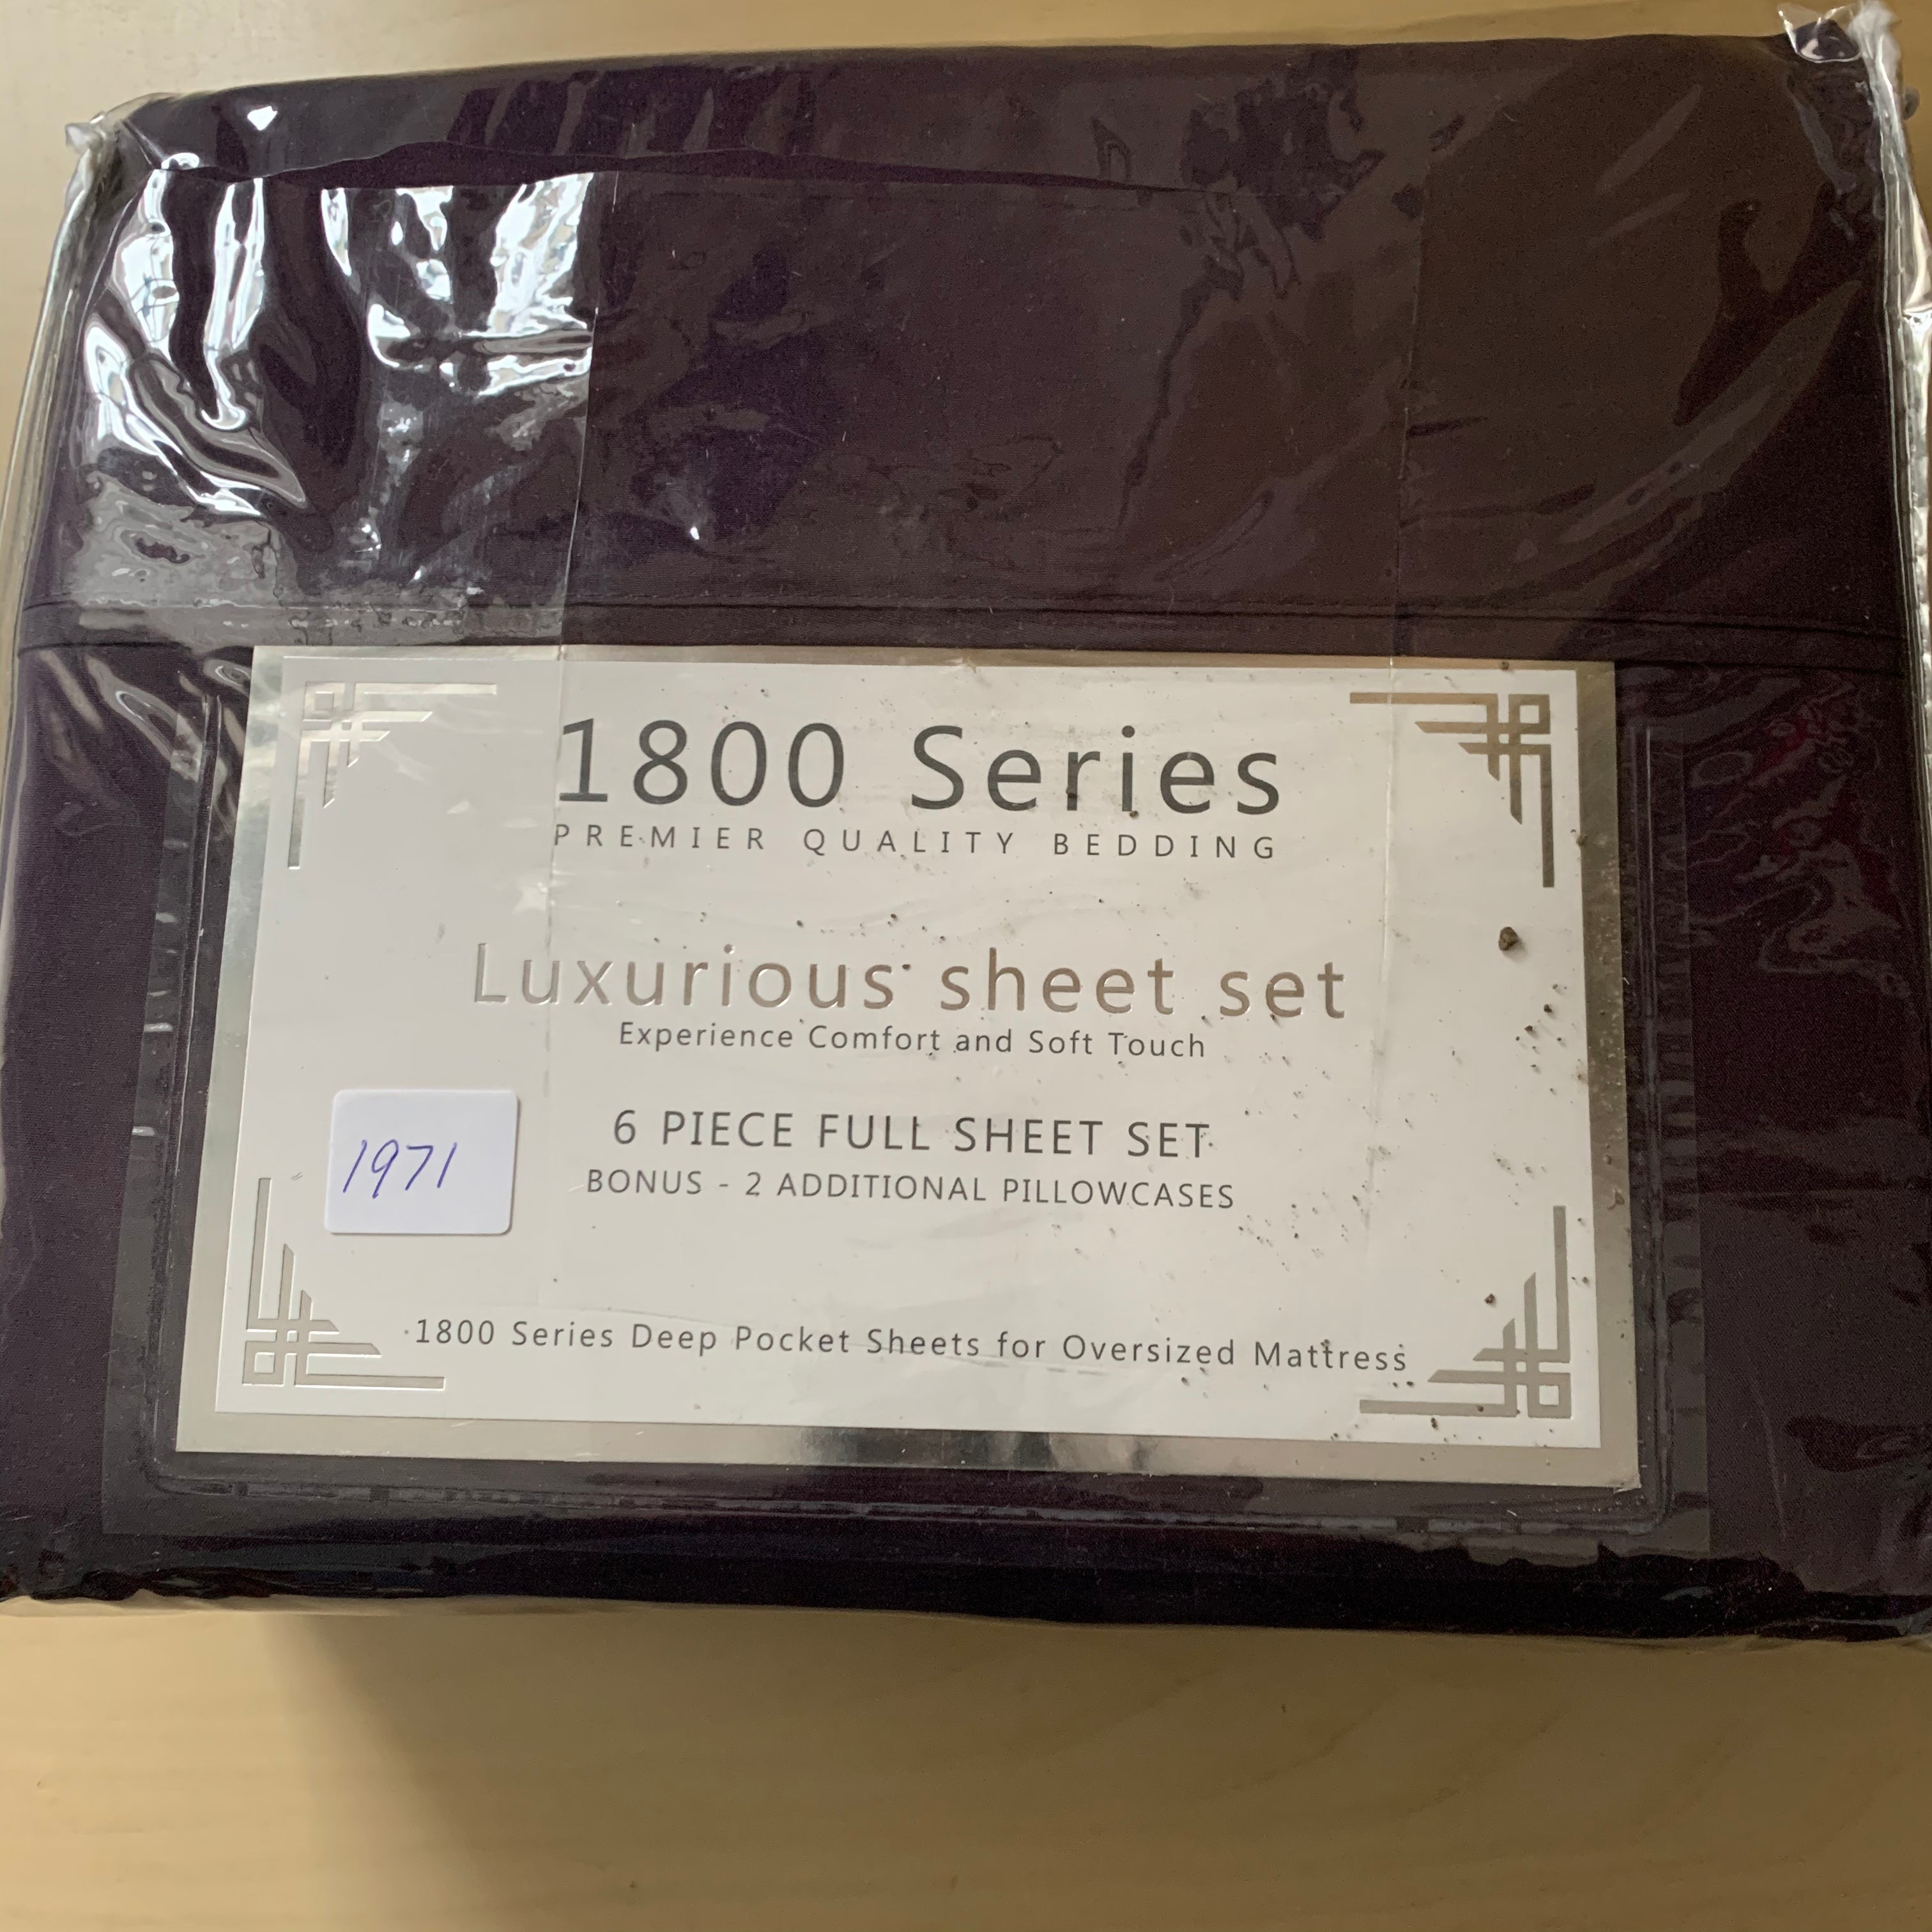 1800 Series
PREMIER QUALITY BEDDING
Luxurious sheet set
Experience Comfort and Soft Touch
6 PIECE FULL SHEET SET
BONUS - 2 ADDITIONAL PILLOWCASES
1971
1800 Series Deep Pocket Sheets for Oversized Mattress